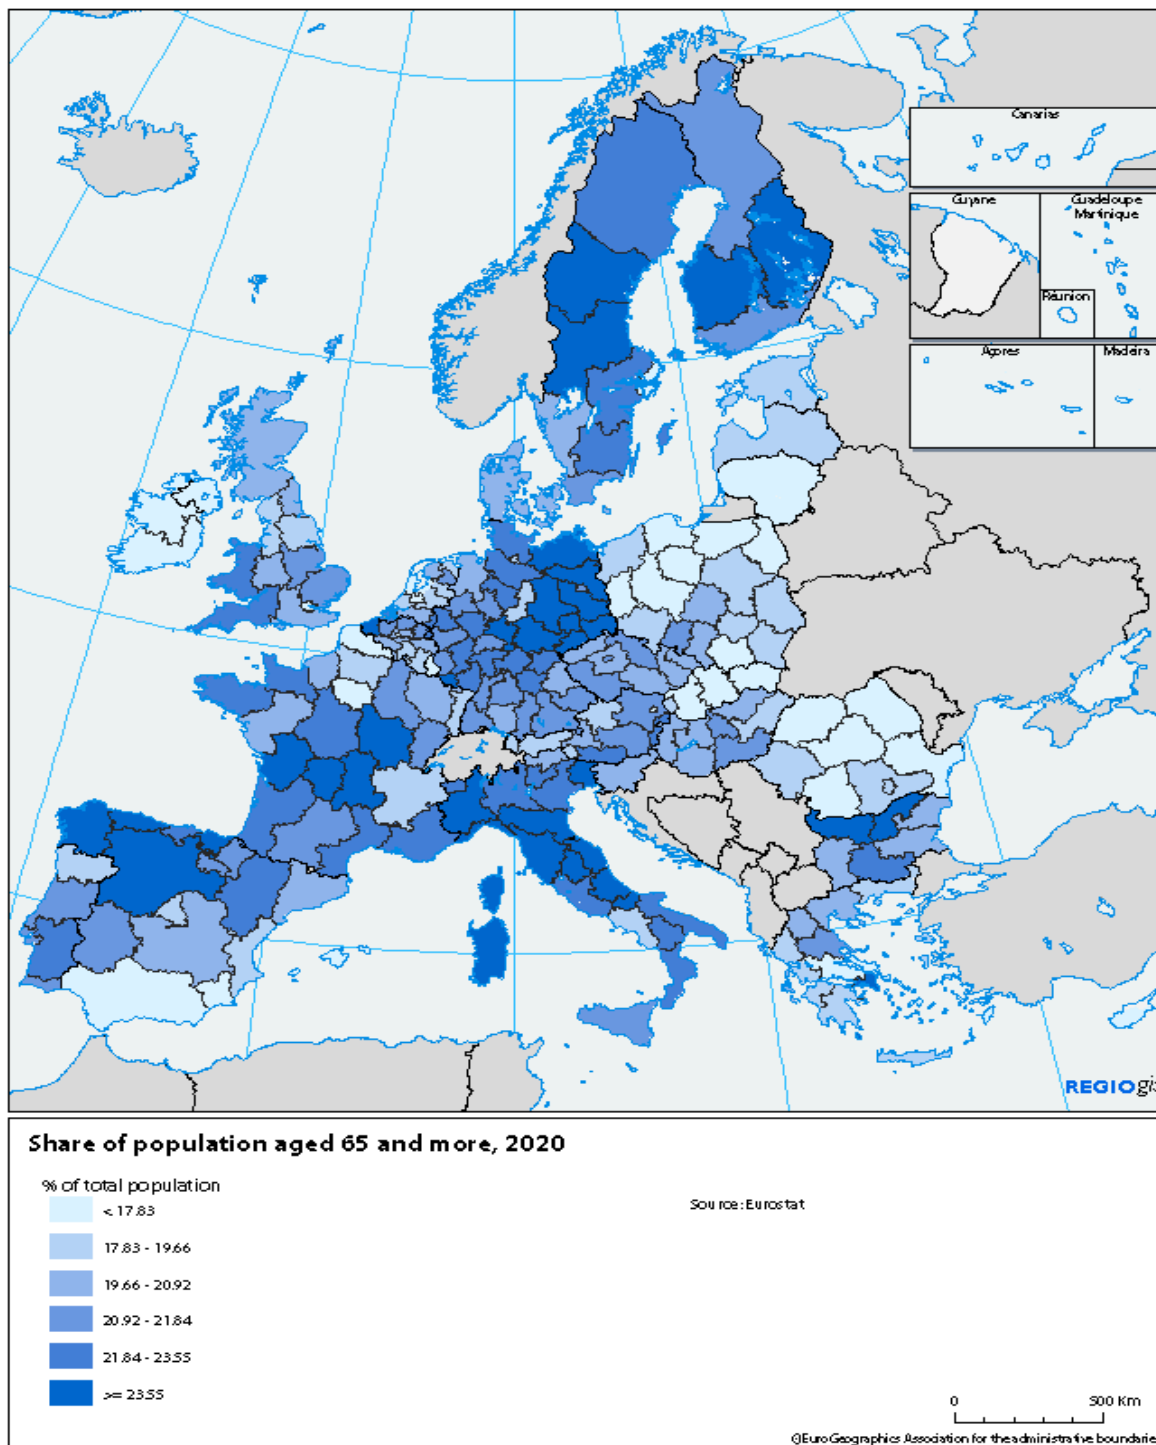 Canarias
Guyane
Guadeloupe
Martinique
Réunion
Açores
Madeira
REGIOgis
Share of population aged 65 and more, 2020
% of total population
< 17.83
17.83 - 19.66
19.66 - 20.92
20.92 - 21.84
21.84 - 23.55
>= 23.55
Source: Eurostat
0 500 Km
© EuroGeographics Association for the administrative boundarie